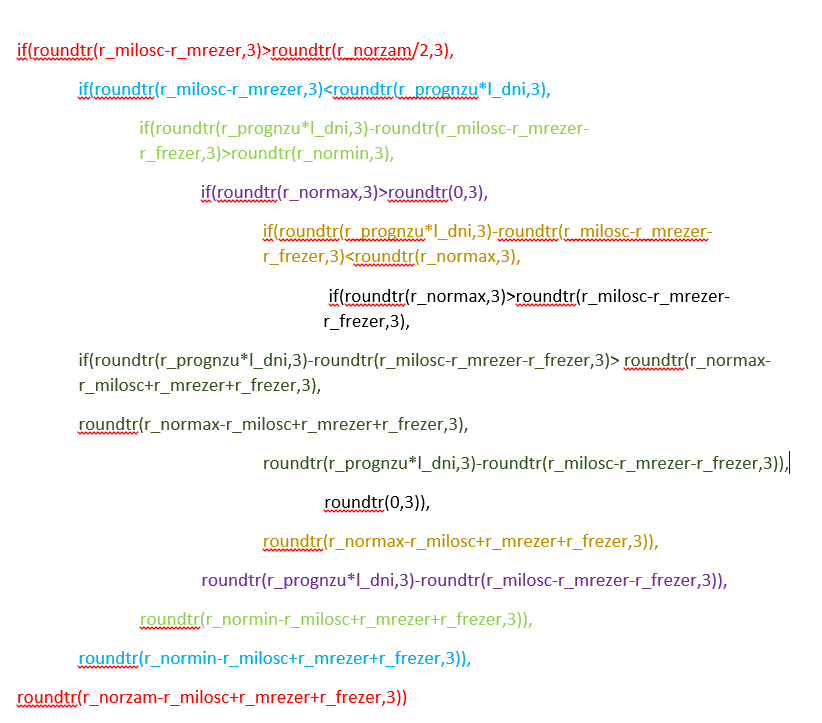 if(roundtr(r_milosc-r_mrezer,3)>roundtr(r_norzam/2,3),
if(roundtr(r_milosc-r_mrezer,3)<roundtr(r_prognzu*l_dni,3),
if(roundtr(r_prognzu*l_dni,3)-roundtr(r_milosc-r_mrezer-
r_frezer,3)>roundtr(r_normin,3),
if(roundtr(r_normax,3)>roundtr(0,3),
if(roundtr(r_prognzu*l_dni,3)-roundtr(r_milosc-r_mrezer-
r_frezer,3)<roundtr(r_normax,3),
if(roundtr(r_normax,3)>roundtr(r_milosc-r_mrezer-
r_frezer,3),
if(roundtr(r_prognzu*l_dni,3)-roundtr(r_milosc-r_mrezer-r_frezer,3)> roundtr(r_normax-
r_milosc+r_mrezer+r_frezer,3),
roundtr(r_normax-r_milosc+r_mrezer+r_frezer,3),
roundtr(r_prognzu*l_dni,3)-roundtr(r_milosc-r_mrezer-r_frezer,3)),
roundtr(0,3)),
roundtr(r_normax-r_milosc+r_mrezer+r_frezer,3)),
roundtr(r_prognzu*l_dni,3)-roundtr(r_milosc-r_mrezer-r_frezer,3)),
roundtr(r_normin-r_milosc+r_mrezer+r_frezer,3)),
roundtr(r_normin-r_milosc+r_mrezer+r_frezer,3)),
roundtr(r_norzam-r_milosc+r_mrezer+r_frezer,3))